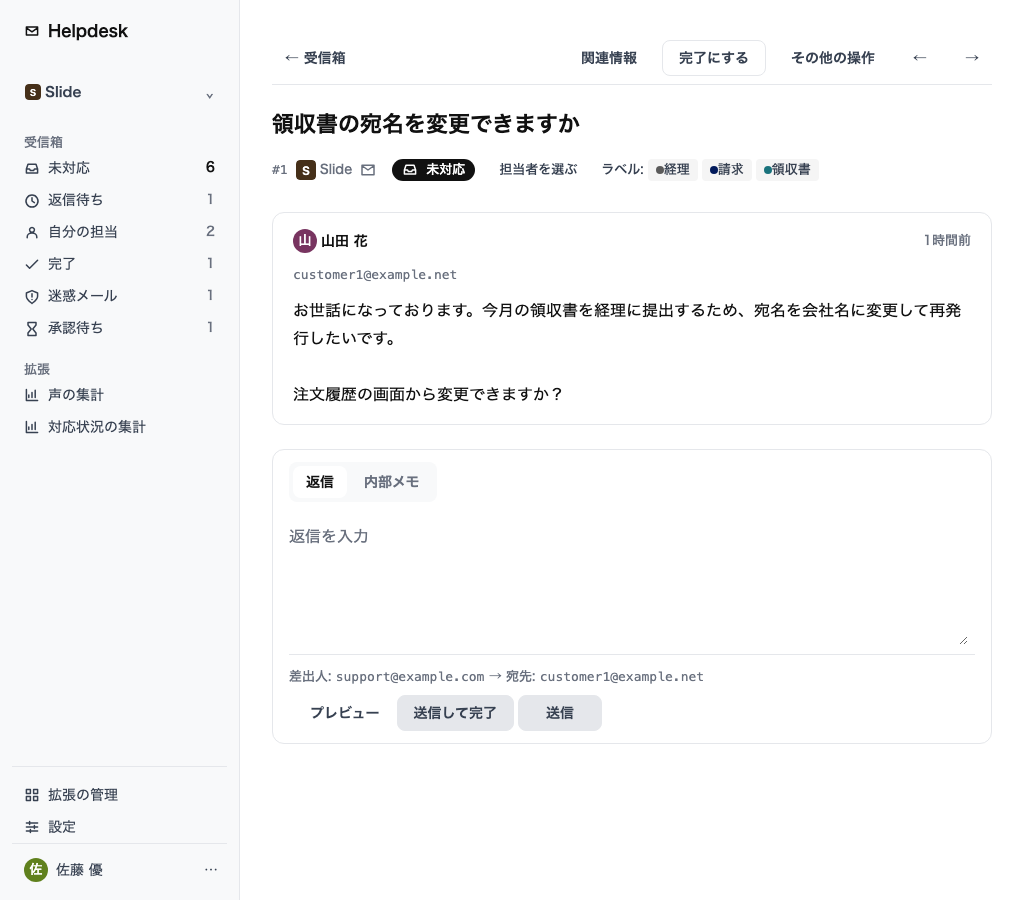 Helpdesk
S Slide
受信箱
未対応 6
返信待ち 1
自分の担当 2
完了 1
迷惑メール 1
承認待ち 1
拡張
声の集計
対応状況の集計
拡張の管理
設定
佐 佐藤 優 …
← 受信箱 関連情報 完了にする その他の操作 ← →
領収書の宛名を変更できますか
#1 S Slide 未対応 担当者を選ぶ ラベル: 経理 請求 領収書
山 山田 花 1時間前
customer1@example.net
お世話になっております。今月の領収書を経理に提出するため、宛名を会社名に変更して再発
行したいです。
注文履歴の画面から変更できますか？
返信 内部メモ
返信を入力
差出人: support@example.com → 宛先: customer1@example.net
プレビュー 送信して完了 送信